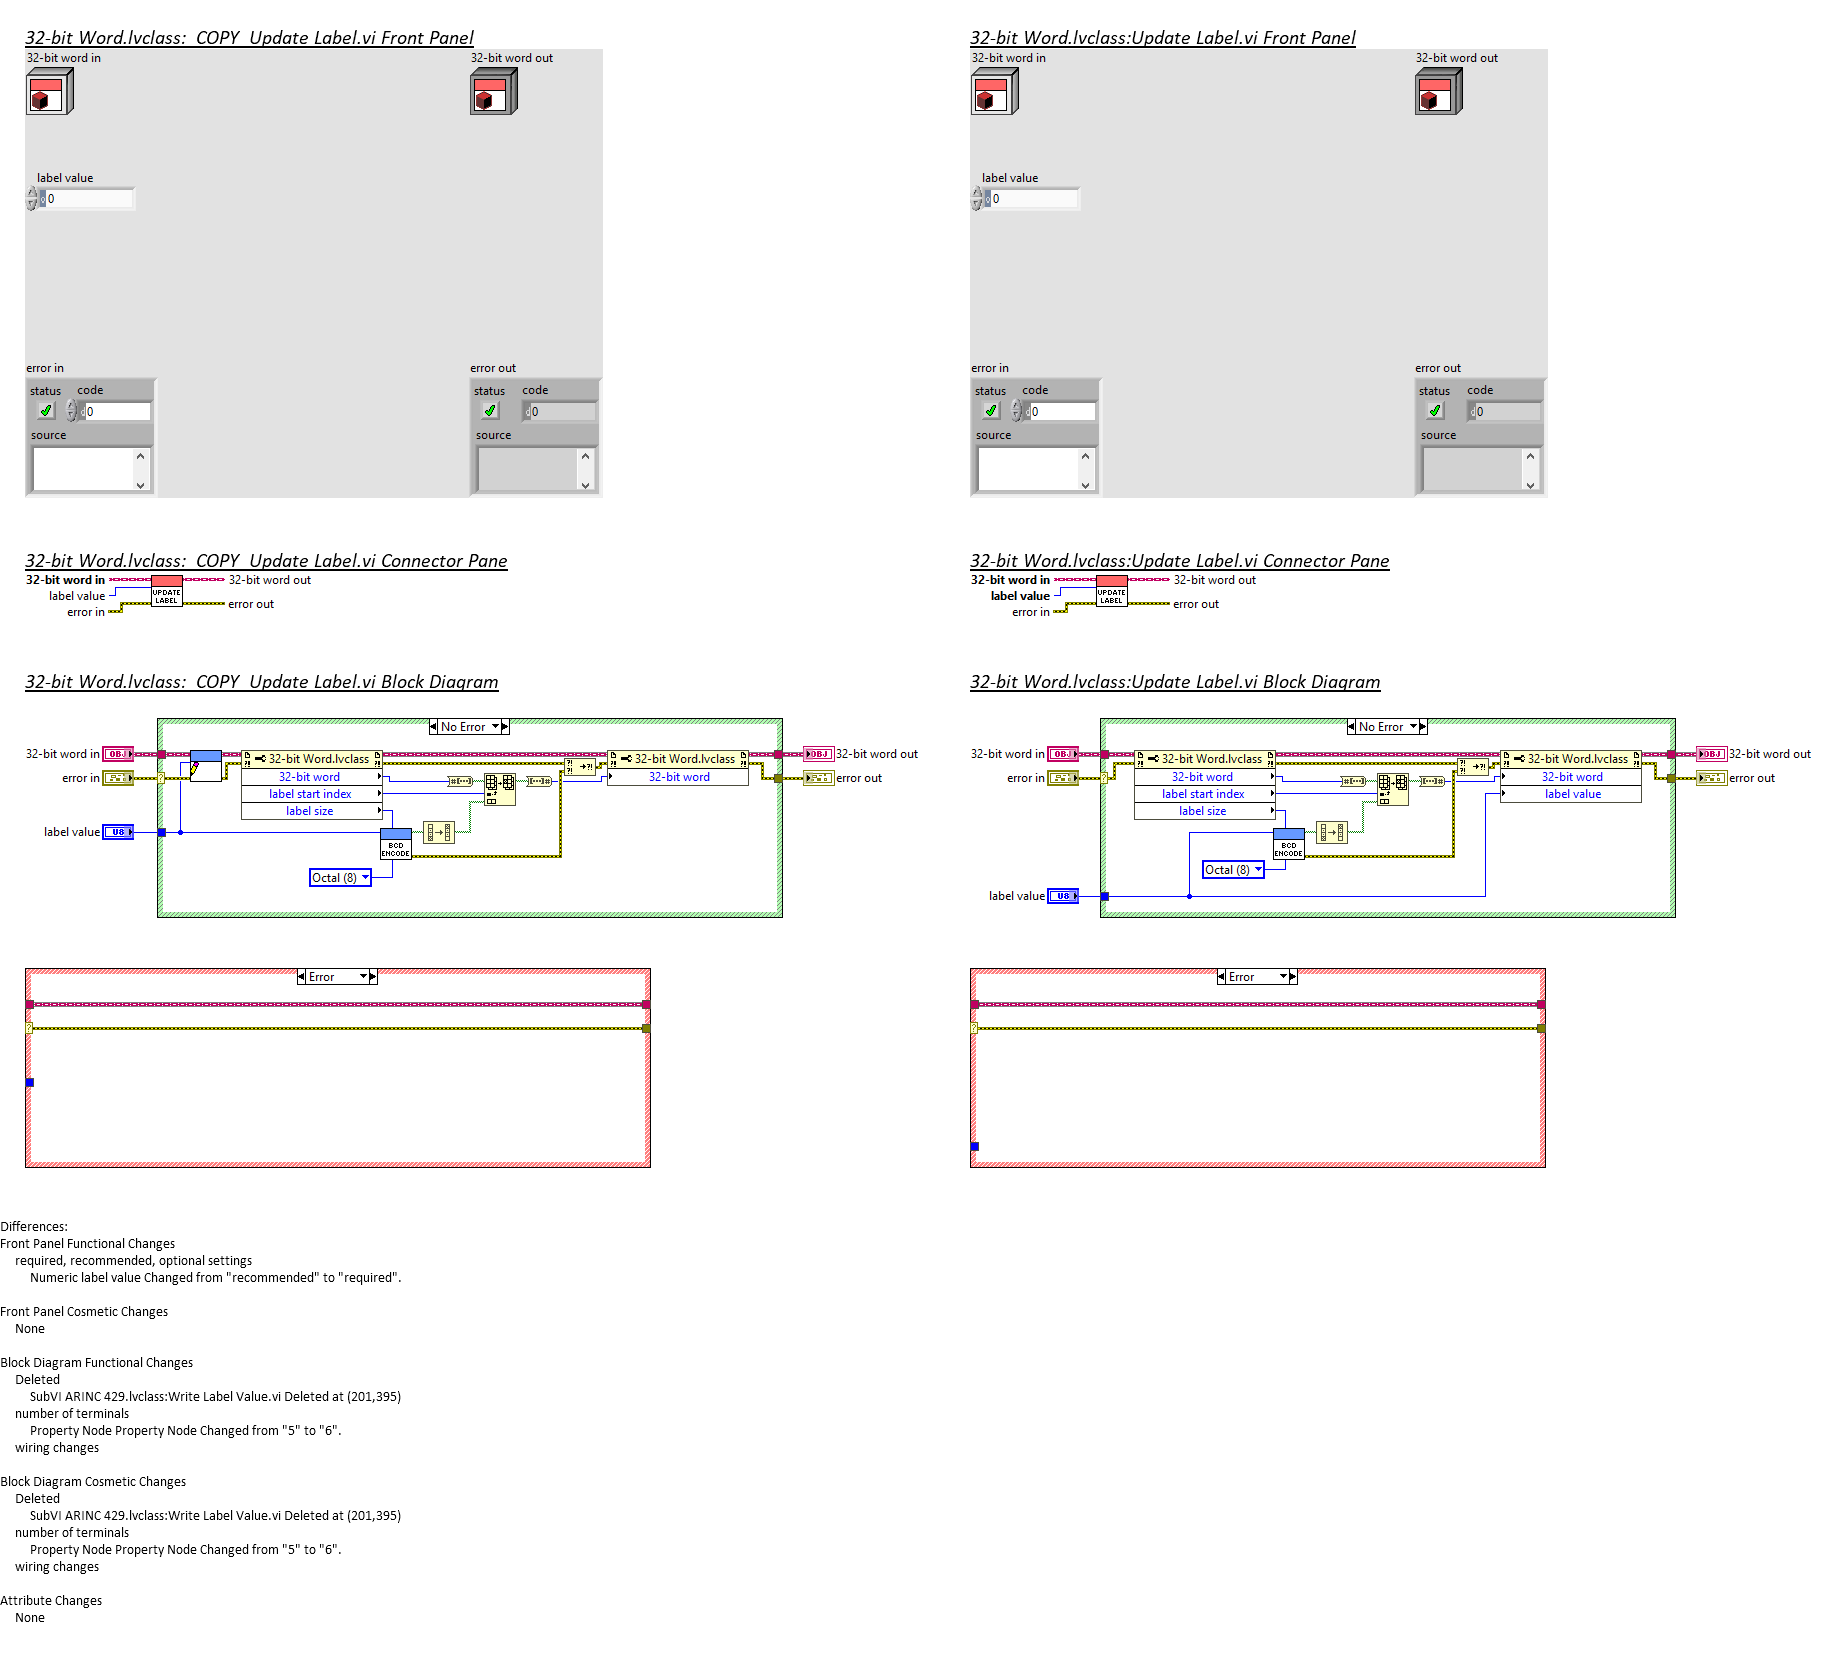 32-bit Word.lvclass:  COPY  Update Label.vi Front Panel
32-bit word in
32-bit word out
label value
0
error in
status
code
d0
source
error out
status
code
d0
source
32-bit Word.lvclass:Update Label.vi Front Panel
32-bit word in
32-bit word out
label value
0
error in
status
code
d0
source
error out
status
code
d0
source
32-bit Word.lvclass:  COPY  Update Label.vi Connector Pane
32-bit word in
label value
error in
UPDATE
LABEL
32-bit word out
error out
32-bit Word.lvclass:Update Label.vi Connector Pane
32-bit word in
label value
error in
UPDATE
LABEL
32-bit word out
error out
32-bit Word.lvclass:  COPY  Update Label.vi Block Diagram
No Error
32-bit word in
OBJ
error in
label value
U8
32-bit Word.lvclass
32-bit word
label start index
label size
BCD
ENCODE
Octal (8)
32-bit Word.lvclass
32-bit word
OBJ
32-bit word out
error out
Error
32-bit Word.lvclass:Update Label.vi Block Diagram
No Error
32-bit word in
OBJ
error in
32-bit Word.lvclass
32-bit word
label start index
label size
BCD
ENCODE
Octal (8)
label value
U8
32-bit Word.lvclass
32-bit word
label value
OBJ
32-bit word out
error out
Error
Differences:
Front Panel Functional Changes
required, recommended, optional settings
Numeric label value Changed from "recommended" to "required".
Front Panel Cosmetic Changes
None
Block Diagram Functional Changes
Deleted
SubVI ARINC 429.lvclass:Write Label Value.vi Deleted at (201,395)
number of terminals
Property Node Property Node Changed from "5" to "6".
wiring changes
Block Diagram Cosmetic Changes
Deleted
SubVI ARINC 429.lvclass:Write Label Value.vi Deleted at (201,395)
number of terminals
Property Node Property Node Changed from "5" to "6".
wiring changes
Attribute Changes
None